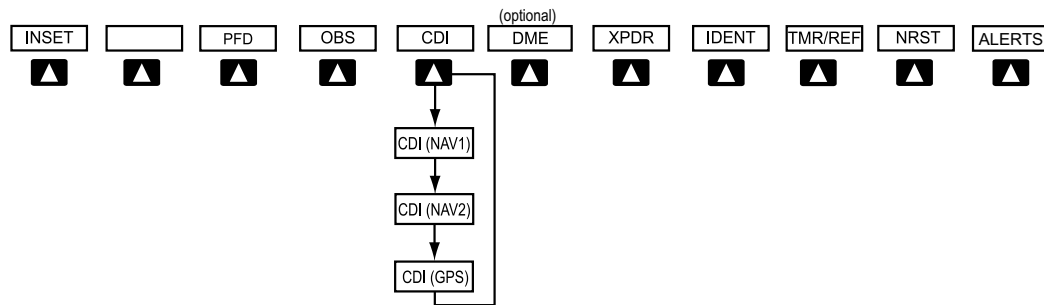 (optional)
INSET PFD OBS CDI DME XPDR IDENT TMR/REF NRST ALERTS
CDI (NAV1)
CDI (NAV2)
CDI (GPS)